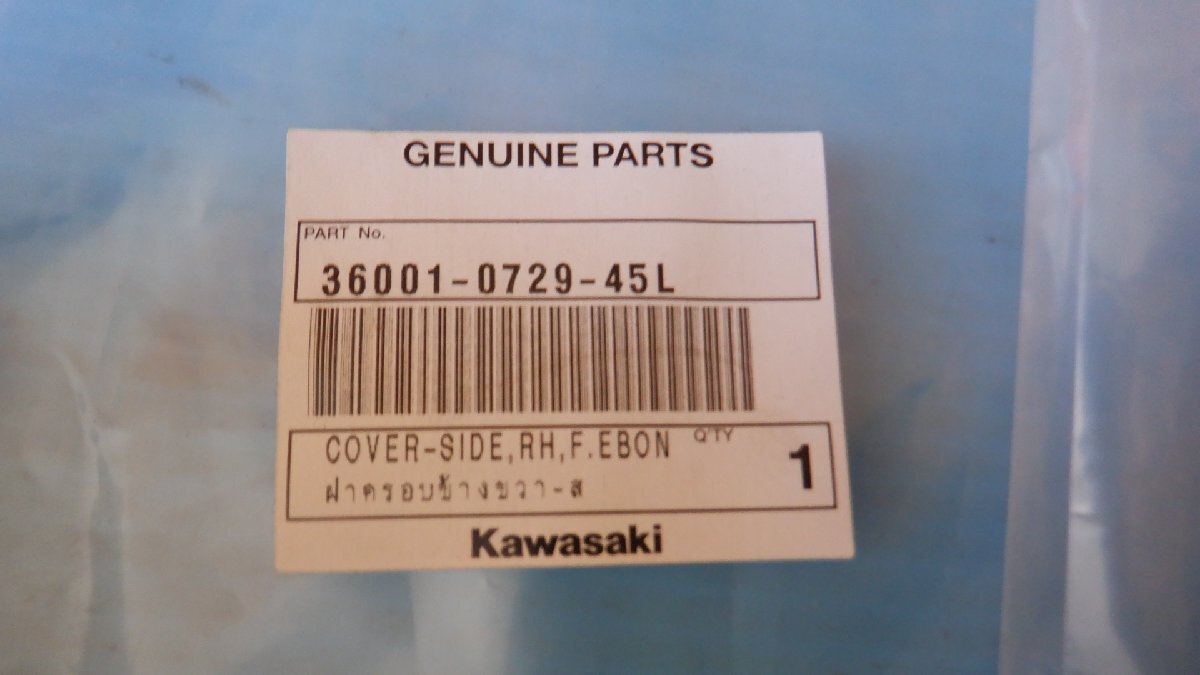 GENUINE PARTS
PART No.
36001-0729-45L
COVER-SIDE,RH,F.EBON Q'TY
ฝาครอบข้างขวา-ส 1
Kawasaki